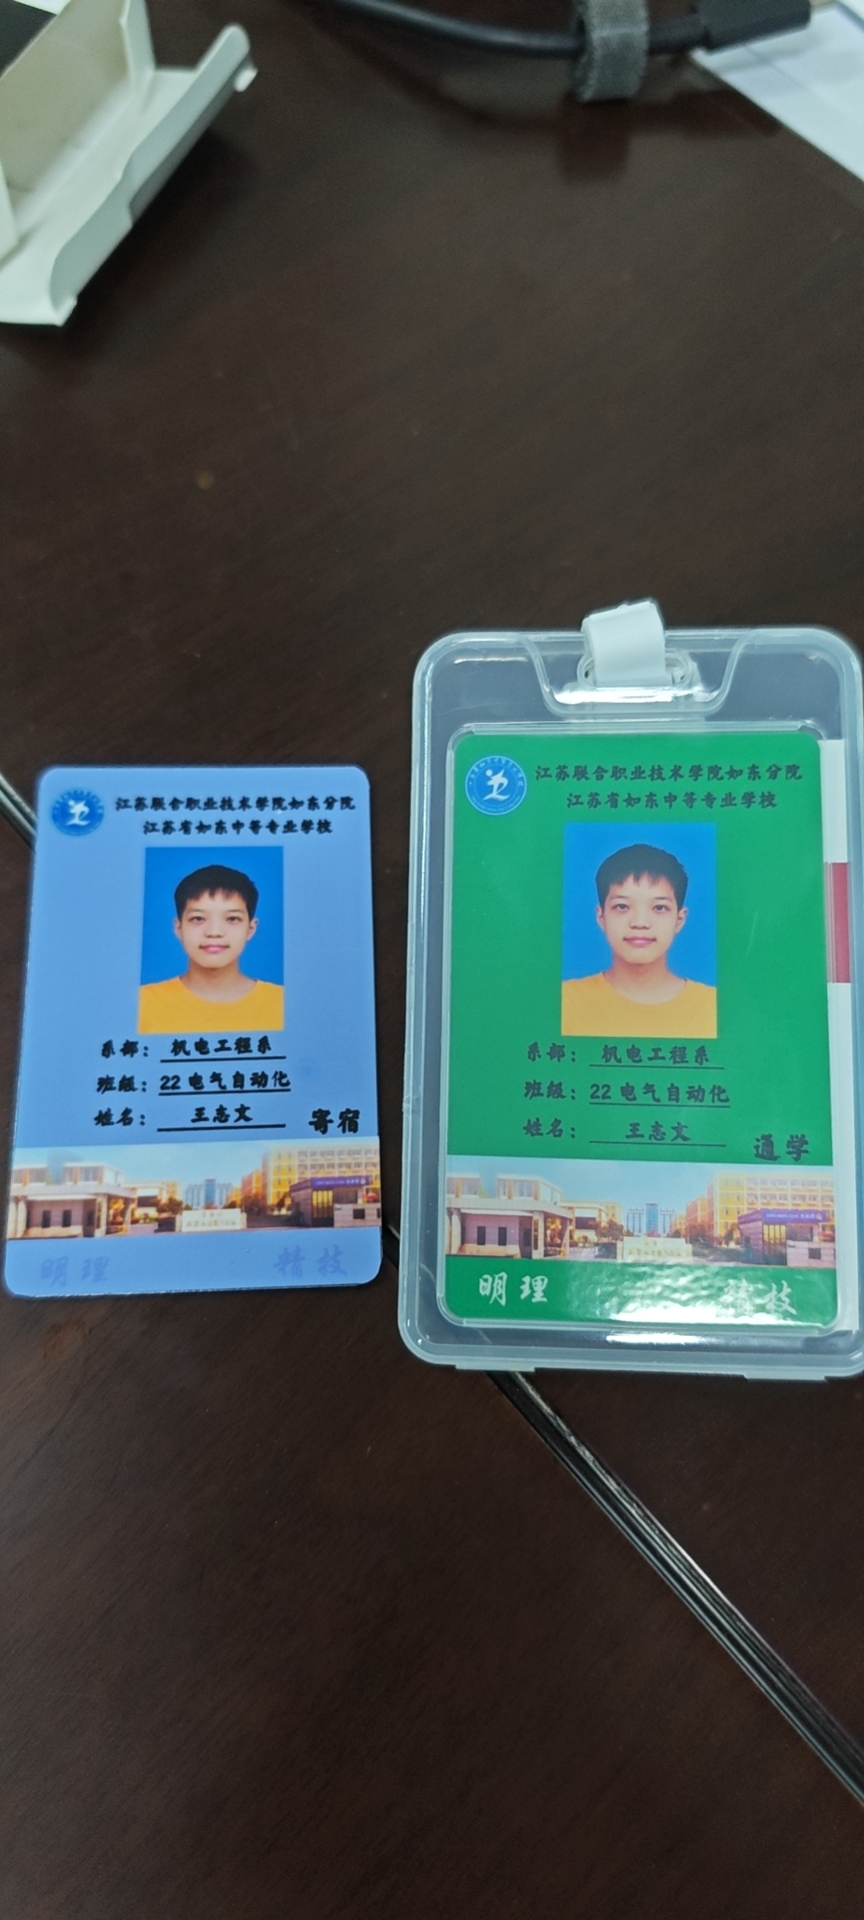 江苏联合职业技术学院如东分院
江苏省如东中等专业学校
系部： 机电工程系
班级：22 电气自动化
姓名： 王志文
寄宿
明理 精技
江苏联合职业技术学院如东分院
江苏省如东中等专业学校
系部： 机电工程系
班级：22 电气自动化
姓名： 王志文
通学
明理 精技